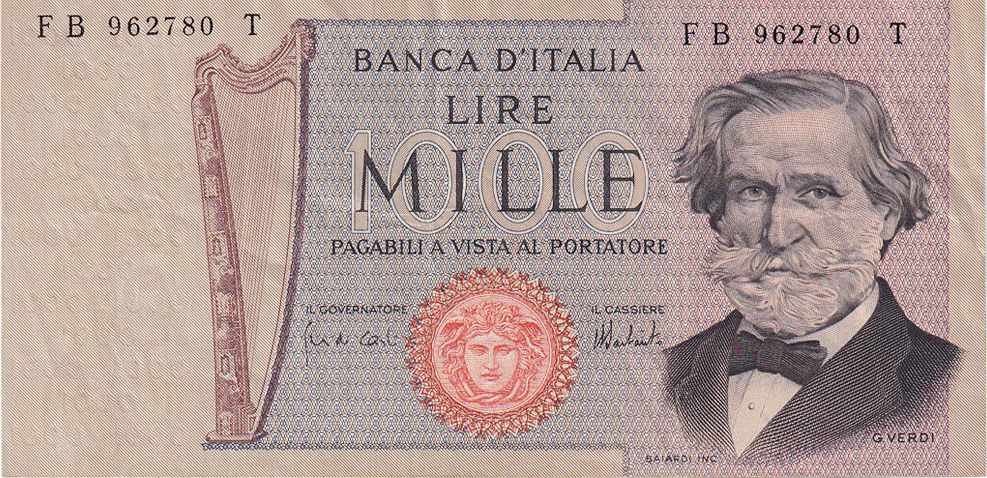 FB 962780 T
FB 962780 T
BANCA D'ITALIA
LIRE
1000
MILLE
PAGABILI A VISTA AL PORTATORE
IL GOVERNATORE
IL CASSIERE
G. VERDI
BAIARDI INC.